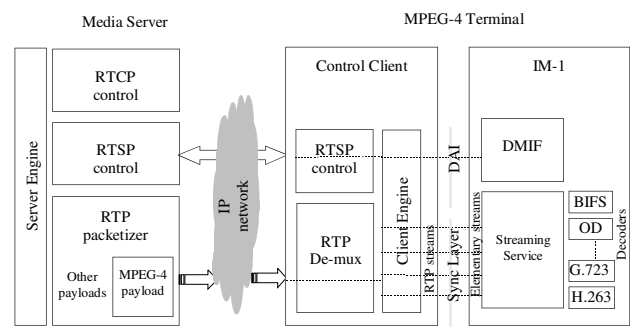 Media Server
MPEG-4 Terminal
Server Engine
RTCP
control
RTSP
control
RTP
packetizer
Other
payloads
MPEG-4
payload
IP
network
Control Client
RTSP
control
RTP
De-mux
Client Engine
RTP streams
DAI
Sync Layer
Elementary streams
IM-1
DMIF
Streaming
Service
BIFS
OD
G.723
H.263
Decoders